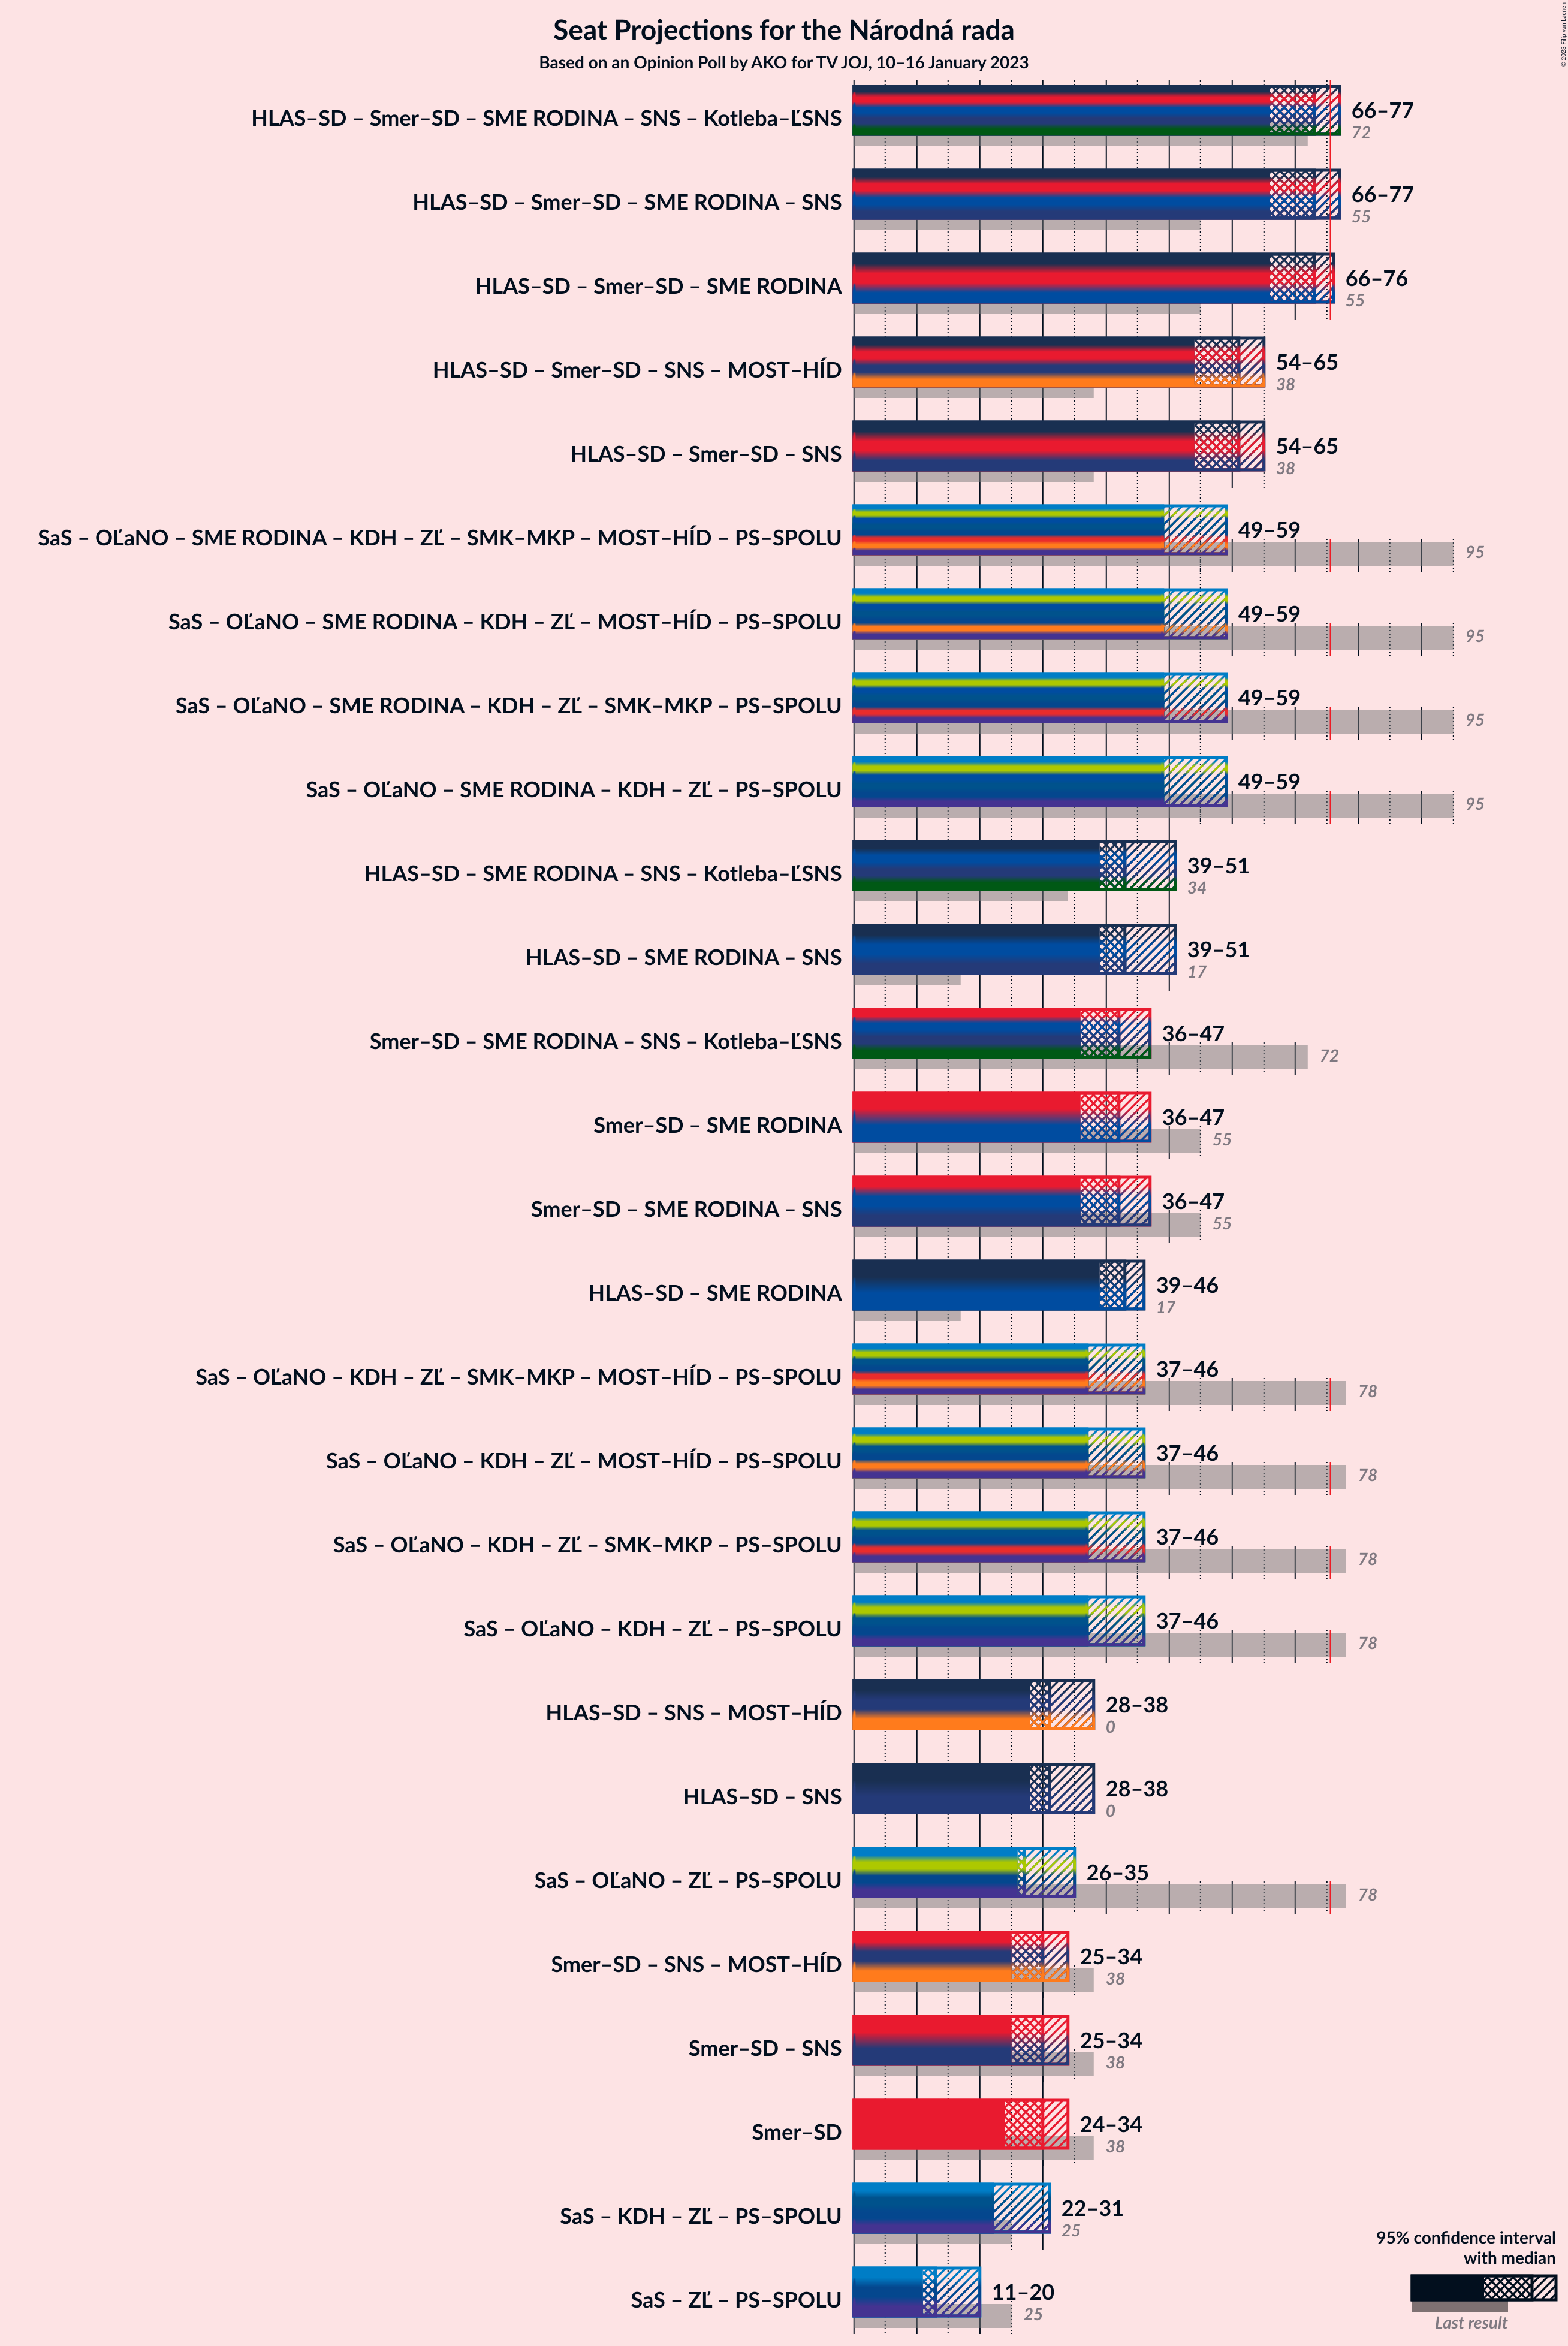 Seat Projections for the Národná rada
Based on an Opinion Poll by AKO for TV JOJ, 10–16 January 2023
© 2023 Filip van Laenen
HLAS–SD – Smer–SD – SME RODINA – SNS – Kotleba–ĽSNS
66–77
72
HLAS–SD – Smer–SD – SME RODINA – SNS
66–77
55
HLAS–SD – Smer–SD – SME RODINA
66–76
55
HLAS–SD – Smer–SD – SNS – MOST–HÍD
54–65
38
HLAS–SD – Smer–SD – SNS
54–65
38
SaS – OĽaNO – SME RODINA – KDH – ZĽ – SMK–MKP – MOST–HÍD – PS–SPOLU
49–59
95
SaS – OĽaNO – SME RODINA – KDH – ZĽ – MOST–HÍD – PS–SPOLU
49–59
95
SaS – OĽaNO – SME RODINA – KDH – ZĽ – SMK–MKP – PS–SPOLU
49–59
95
SaS – OĽaNO – SME RODINA – KDH – ZĽ – PS–SPOLU
49–59
95
HLAS–SD – SME RODINA – SNS – Kotleba–ĽSNS
39–51
34
HLAS–SD – SME RODINA – SNS
39–51
17
Smer–SD – SME RODINA – SNS – Kotleba–ĽSNS
36–47
72
Smer–SD – SME RODINA
36–47
55
Smer–SD – SME RODINA – SNS
36–47
55
HLAS–SD – SME RODINA
39–46
17
SaS – OĽaNO – KDH – ZĽ – SMK–MKP – MOST–HÍD – PS–SPOLU
37–46
78
SaS – OĽaNO – KDH – ZĽ – MOST–HÍD – PS–SPOLU
37–46
78
SaS – OĽaNO – KDH – ZĽ – SMK–MKP – PS–SPOLU
37–46
78
SaS – OĽaNO – KDH – ZĽ – PS–SPOLU
37–46
78
HLAS–SD – SNS – MOST–HÍD
28–38
0
HLAS–SD – SNS
28–38
0
SaS – OĽaNO – ZĽ – PS–SPOLU
26–35
78
Smer–SD – SNS – MOST–HÍD
25–34
38
Smer–SD – SNS
25–34
38
Smer–SD
24–34
38
SaS – KDH – ZĽ – PS–SPOLU
22–31
25
SaS – ZĽ – PS–SPOLU
11–20
25
95% confidence interval
with median
Last result